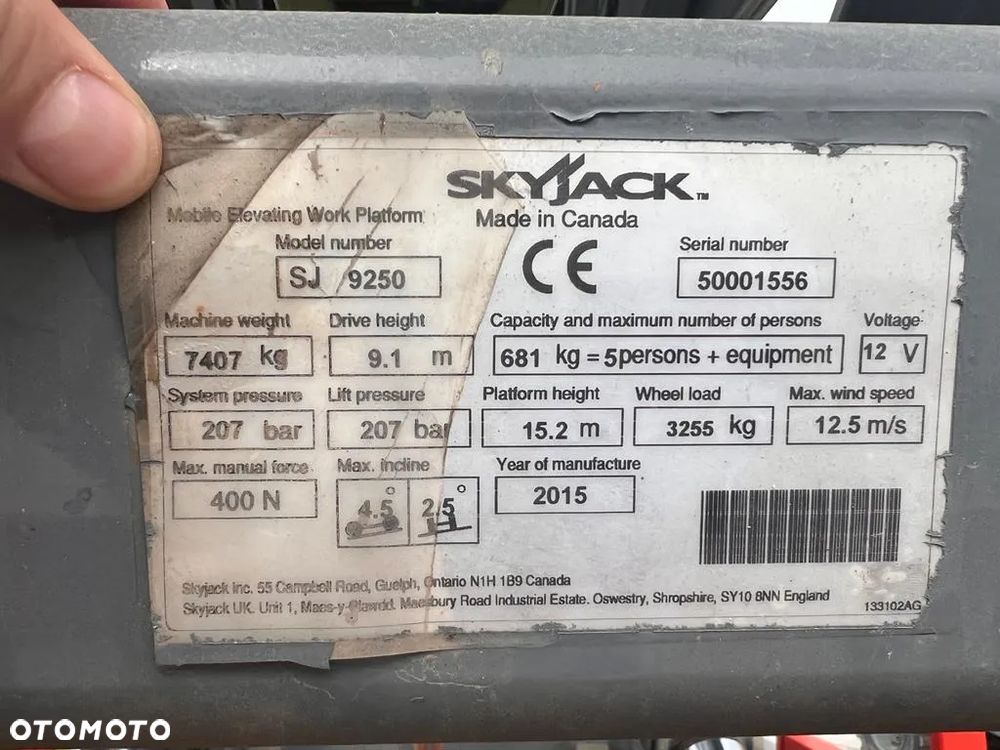 SKYJACK™
Mobile Elevating Work Platform
Made in Canada
Model number
SJ 9250
CE
Serial number
50001556
Machine weight
7407 kg
Drive height
9.1 m
Capacity and maximum number of persons
681 kg = 5persons + equipment
Voltage
12 V
System pressure
207 bar
Lift pressure
207 bar
Platform height
15.2 m
Wheel load
3255 kg
Max. wind speed
12.5 m/s
Max. manual force
400 N
Max. incline
4.5° 2.5°
Year of manufacture
2015
Skyjack Inc. 55 Campbell Road, Guelph, Ontario N1H 1B9 Canada
Skyjack UK. Unit 1, Maes-y-Clawdd. Maesbury Road Industrial Estate. Oswestry, Shropshire, SY10 8NN England
133102AG
OTOMOTO